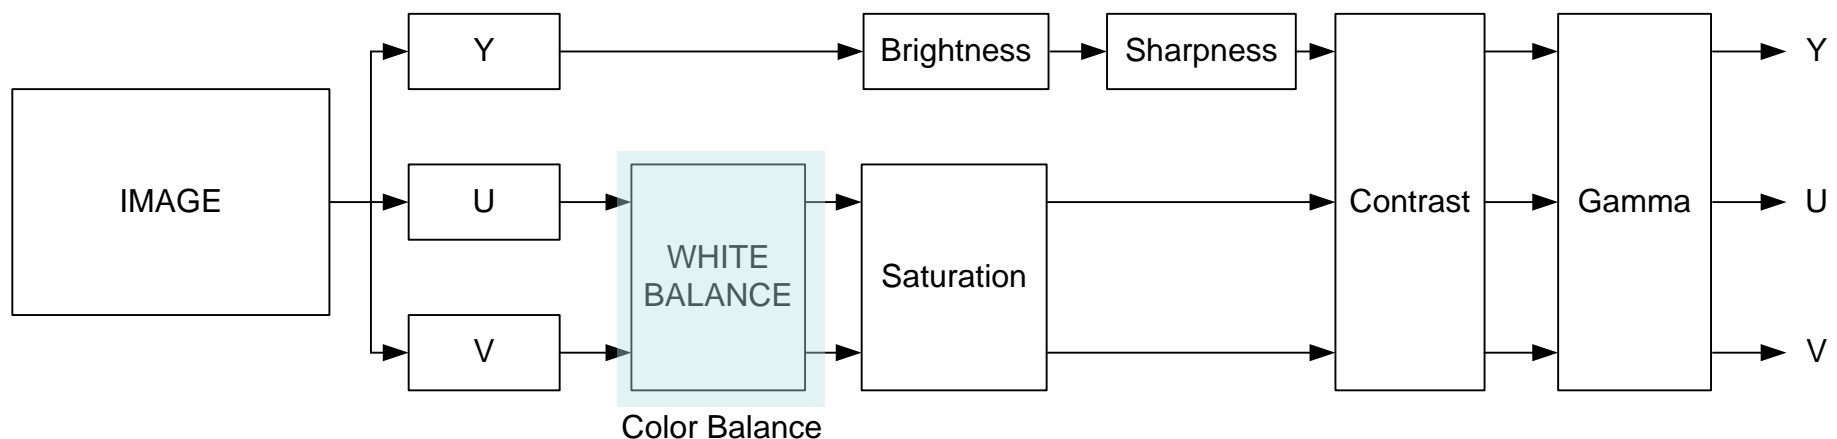 Y
Brightness
Sharpness
Y
IMAGE
U
Contrast
Gamma
U
WHITE
BALANCE
Saturation
V
V
Color Balance